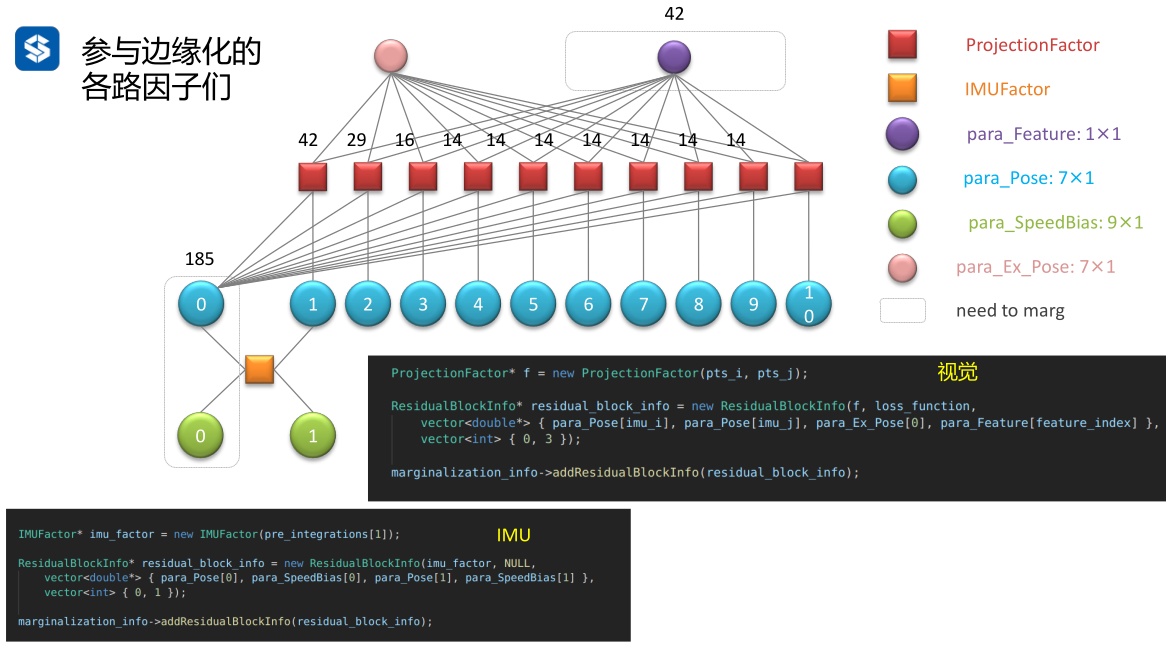 参与边缘化的
各路因子们
42
42
29
16
14
14
14
14
14
14
14
185
0
1
2
3
4
5
6
7
8
9
1
0
0
1
ProjectionFactor
IMUFactor
para_Feature: 1×1
para_Pose: 7×1
para_SpeedBias: 9×1
para_Ex_Pose: 7×1
need to marg
视觉
ProjectionFactor* f = new ProjectionFactor(pts_i, pts_j);
ResidualBlockInfo* residual_block_info = new ResidualBlockInfo(f, loss_function,
vector<double*> { para_Pose[imu_i], para_Pose[imu_j], para_Ex_Pose[0], para_Feature[feature_index] },
vector<int> { 0, 3 });
marginalization_info->addResidualBlockInfo(residual_block_info);
IMU
IMUFactor* imu_factor = new IMUFactor(pre_integrations[1]);
ResidualBlockInfo* residual_block_info = new ResidualBlockInfo(imu_factor, NULL,
vector<double*> { para_Pose[0], para_SpeedBias[0], para_Pose[1], para_SpeedBias[1] },
vector<int> { 0, 1 });
marginalization_info->addResidualBlockInfo(residual_block_info);